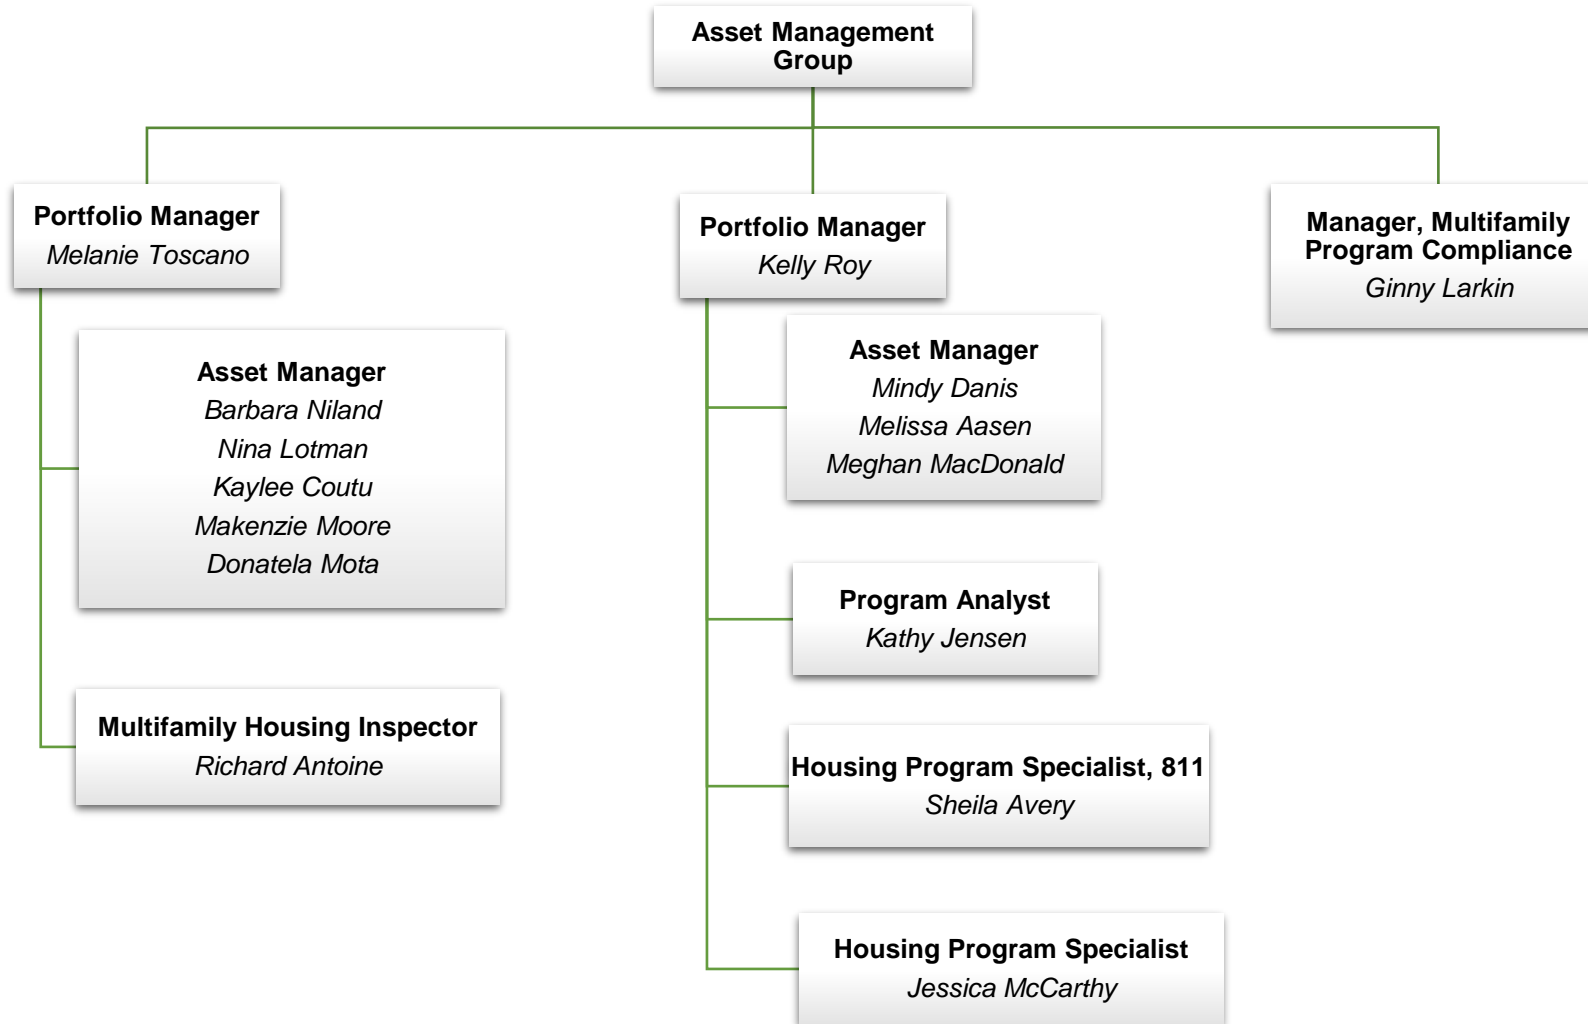 Asset Management
Group
Portfolio Manager
Melanie Toscano
Asset Manager
Barbara Niland
Nina Lotman
Kaylee Coutu
Makenzie Moore
Donatela Mota
Multifamily Housing Inspector
Richard Antoine
Portfolio Manager
Kelly Roy
Asset Manager
Mindy Danis
Melissa Aasen
Meghan MacDonald
Program Analyst
Kathy Jensen
Housing Program Specialist, 811
Sheila Avery
Housing Program Specialist
Jessica McCarthy
Manager, Multifamily
Program Compliance
Ginny Larkin